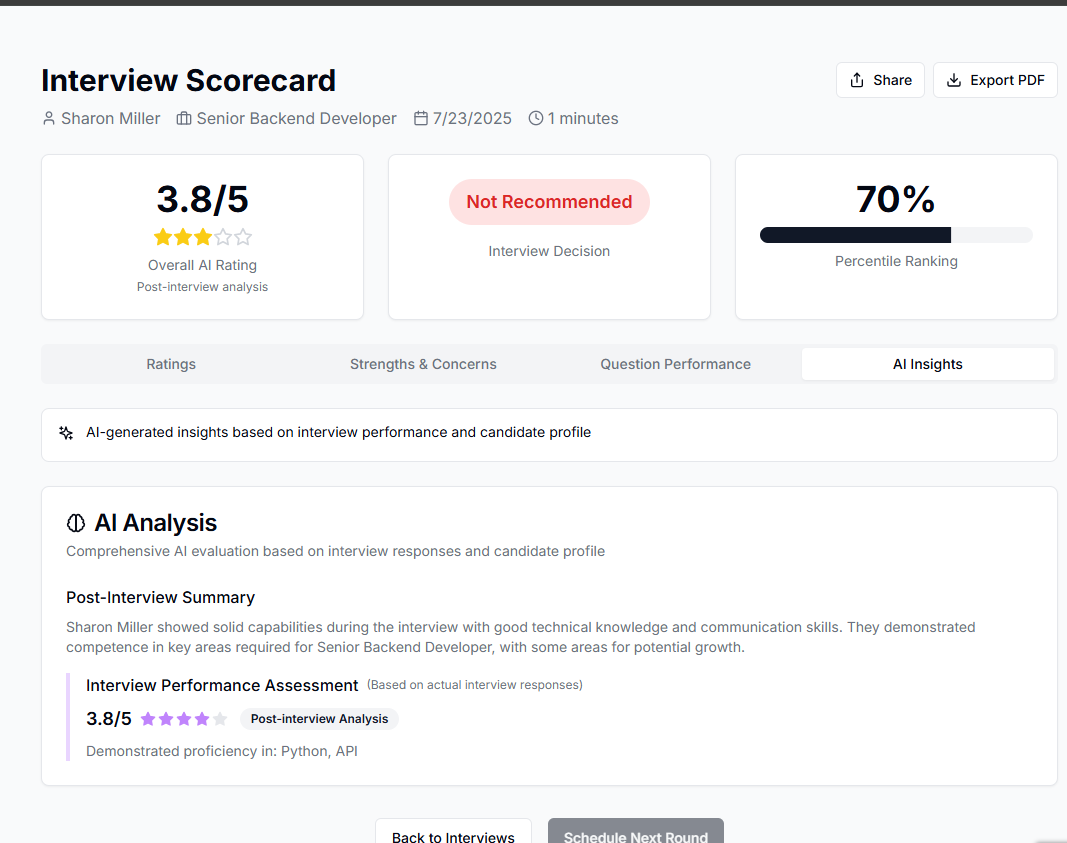 Interview Scorecard
Share
Export PDF
Sharon Miller Senior Backend Developer 7/23/2025 1 minutes
3.8/5
Overall AI Rating
Post-interview analysis
Not Recommended
Interview Decision
70%
Percentile Ranking
Ratings
Strengths & Concerns
Question Performance
AI Insights
AI-generated insights based on interview performance and candidate profile
AI Analysis
Comprehensive AI evaluation based on interview responses and candidate profile
Post-Interview Summary
Sharon Miller showed solid capabilities during the interview with good technical knowledge and communication skills. They demonstrated
competence in key areas required for Senior Backend Developer, with some areas for potential growth.
Interview Performance Assessment (Based on actual interview responses)
3.8/5 Post-interview Analysis
Demonstrated proficiency in: Python, API
Back to Interviews
Schedule Next Round